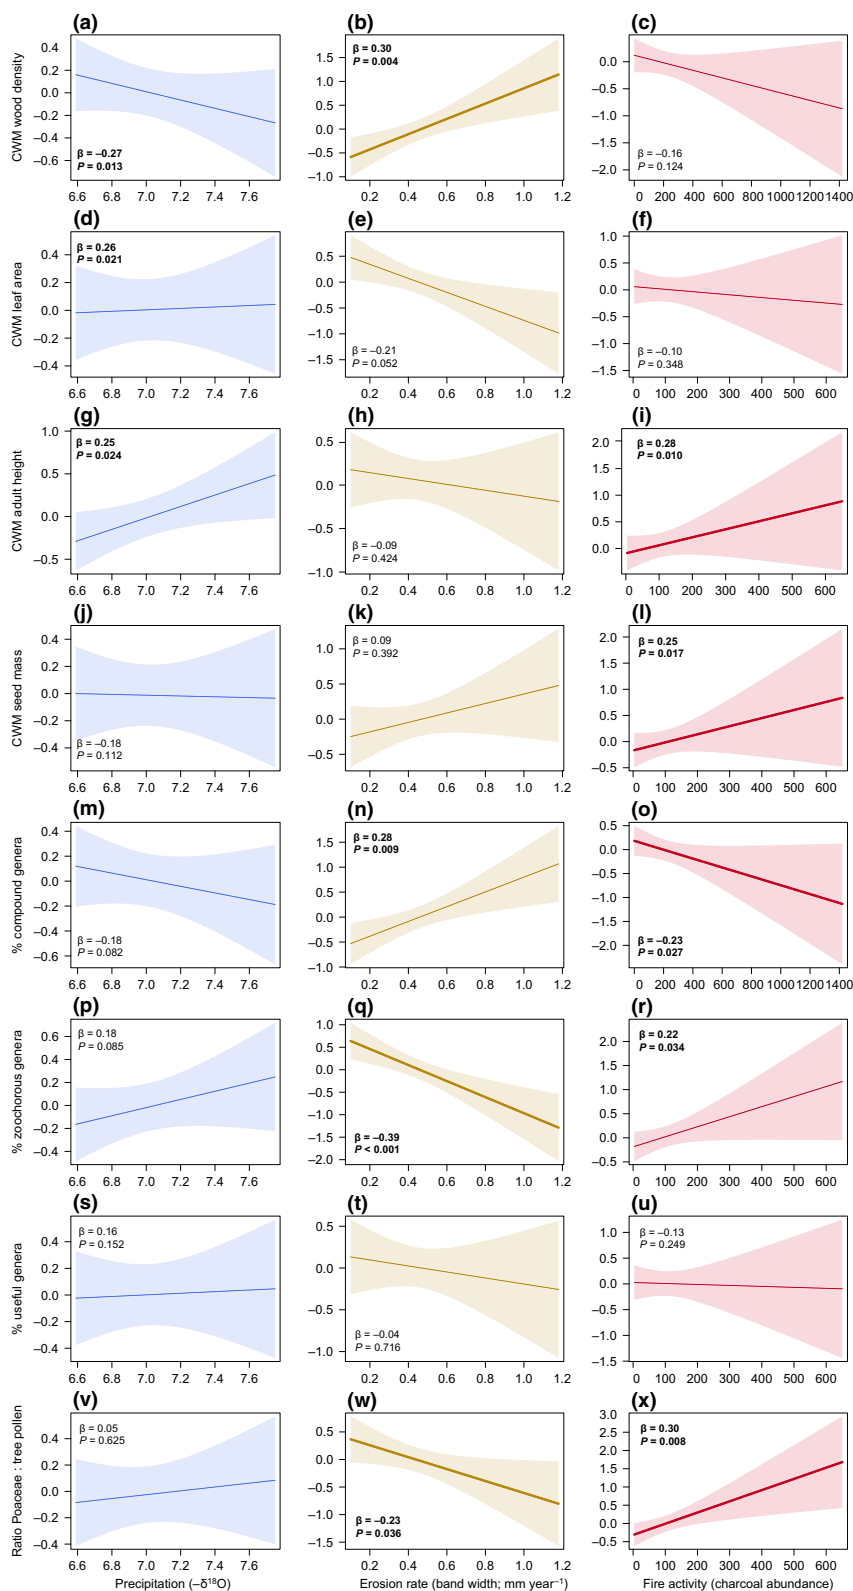 (a)
(b)
(c)
CWM wood density
0.4
0.2
0.0
−0.2
−0.4
−0.6
β = −0.27
P = 0.013
6.6 6.8 7.0 7.2 7.4 7.6
1.5
1.0
0.5
0.0
−0.5
−1.0
β = 0.30
P = 0.004
0.2 0.4 0.6 0.8 1.0 1.2
0.0
−0.5
−1.0
−1.5
−2.0
β = −0.16
P = 0.124
0 200 400 600 800 1000 1200 1400
(d)
(e)
(f)
CWM leaf area
0.4
0.2
0.0
−0.2
−0.4
β = 0.26
P = 0.021
6.6 6.8 7.0 7.2 7.4 7.6
0.5
0.0
−0.5
−1.0
−1.5
β = −0.21
P = 0.052
0.2 0.4 0.6 0.8 1.0 1.2
1.0
0.5
0.0
−0.5
−1.0
−1.5
β = −0.10
P = 0.348
0 100 200 300 400 500 600
(g)
(h)
(i)
CWM adult height
1.0
0.5
0.0
−0.5
β = 0.25
P = 0.024
6.6 6.8 7.0 7.2 7.4 7.6
0.5
0.0
−0.5
−1.0
β = −0.09
P = 0.424
0.2 0.4 0.6 0.8 1.0 1.2
2.0
1.5
1.0
0.5
0.0
β = 0.28
P = 0.010
0 100 200 300 400 500 600
(j)
(k)
(l)
CWM seed mass
0.4
0.2
0.0
−0.2
−0.4
β = −0.18
P = 0.112
6.6 6.8 7.0 7.2 7.4 7.6
1.0
0.5
0.0
−0.5
β = 0.09
P = 0.392
0.2 0.4 0.6 0.8 1.0 1.2
2.0
1.5
1.0
0.5
0.0
−0.5
β = 0.25
P = 0.017
0 100 200 300 400 500 600
(m)
(n)
(o)
% compound genera
0.4
0.2
0.0
−0.2
−0.4
−0.6
β = −0.18
P = 0.082
6.6 6.8 7.0 7.2 7.4 7.6
1.5
1.0
0.5
0.0
−0.5
−1.0
β = 0.28
P = 0.009
0.2 0.4 0.6 0.8 1.0 1.2
0.5
0.0
−0.5
−1.0
−1.5
−2.0
β = −0.23
P = 0.027
0 200 400 600 800 1000 1200 1400
(p)
(q)
(r)
% zoochorous genera
0.6
0.4
0.2
0.0
−0.2
−0.4
β = 0.18
P = 0.085
6.6 6.8 7.0 7.2 7.4 7.6
1.0
0.5
0.0
−0.5
−1.0
−1.5
−2.0
β = −0.39
P < 0.001
0.2 0.4 0.6 0.8 1.0 1.2
2.0
1.5
1.0
0.5
0.0
−0.5
β = 0.22
P = 0.034
0 100 200 300 400 500 600
(s)
(t)
(u)
% useful genera
0.4
0.2
0.0
−0.2
−0.4
β = 0.16
P = 0.152
6.6 6.8 7.0 7.2 7.4 7.6
0.5
0.0
−0.5
−1.0
β = −0.04
P = 0.716
0.2 0.4 0.6 0.8 1.0 1.2
1.0
0.5
0.0
−0.5
−1.0
−1.5
β = −0.13
P = 0.249
0 100 200 300 400 500 600
(v)
(w)
(x)
Ratio Poaceae : tree pollen
0.4
0.2
0.0
−0.2
−0.4
β = 0.05
P = 0.625
6.6 6.8 7.0 7.2 7.4 7.6
Precipitation (−δ¹⁸O)
0.5
0.0
−0.5
−1.0
−1.5
β = −0.23
P = 0.036
0.2 0.4 0.6 0.8 1.0 1.2
Erosion rate (band width; mm year⁻¹)
3.0
2.5
2.0
1.5
1.0
0.5
0.0
−0.5
β = 0.30
P = 0.008
0 100 200 300 400 500 600
Fire activity (charcoal abundance)